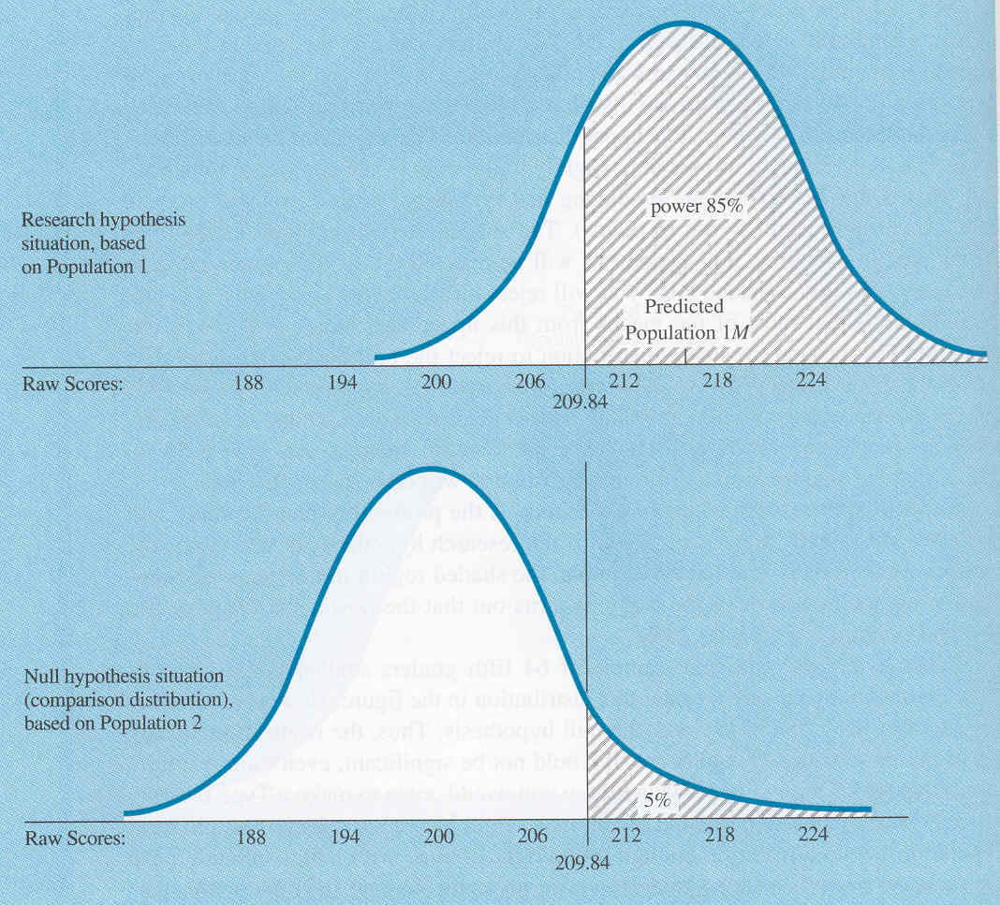 power 85%
Research hypothesis
situation, based
on Population 1
Predicted
Population 1M
Raw Scores: 188 194 200 206 212 218 224
209.84
Null hypothesis situation
(comparison distribution),
based on Population 2
5%
Raw Scores: 188 194 200 206 212 218 224
209.84